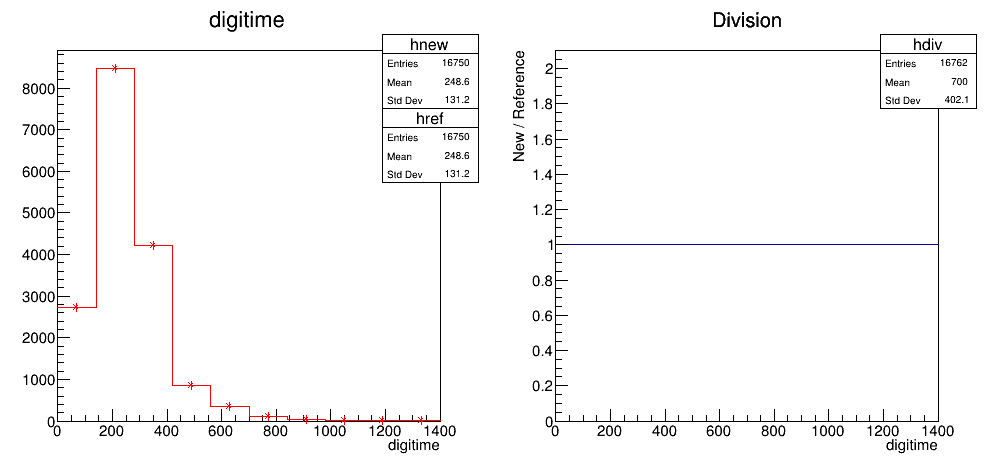 digitime
hnew
Entries 16750
Mean 248.6
Std Dev 131.2
href
Entries 16750
Mean 248.6
Std Dev 131.2
8000
7000
6000
5000
4000
3000
2000
1000
0
0 200 400 600 800 1000 1200 1400
digitime
Division
hdiv
Entries 16762
Mean 700
Std Dev 402.1
New / Reference
2
1.8
1.6
1.4
1.2
1
0.8
0.6
0.4
0.2
0
0 200 400 600 800 1000 1200 1400
digitime